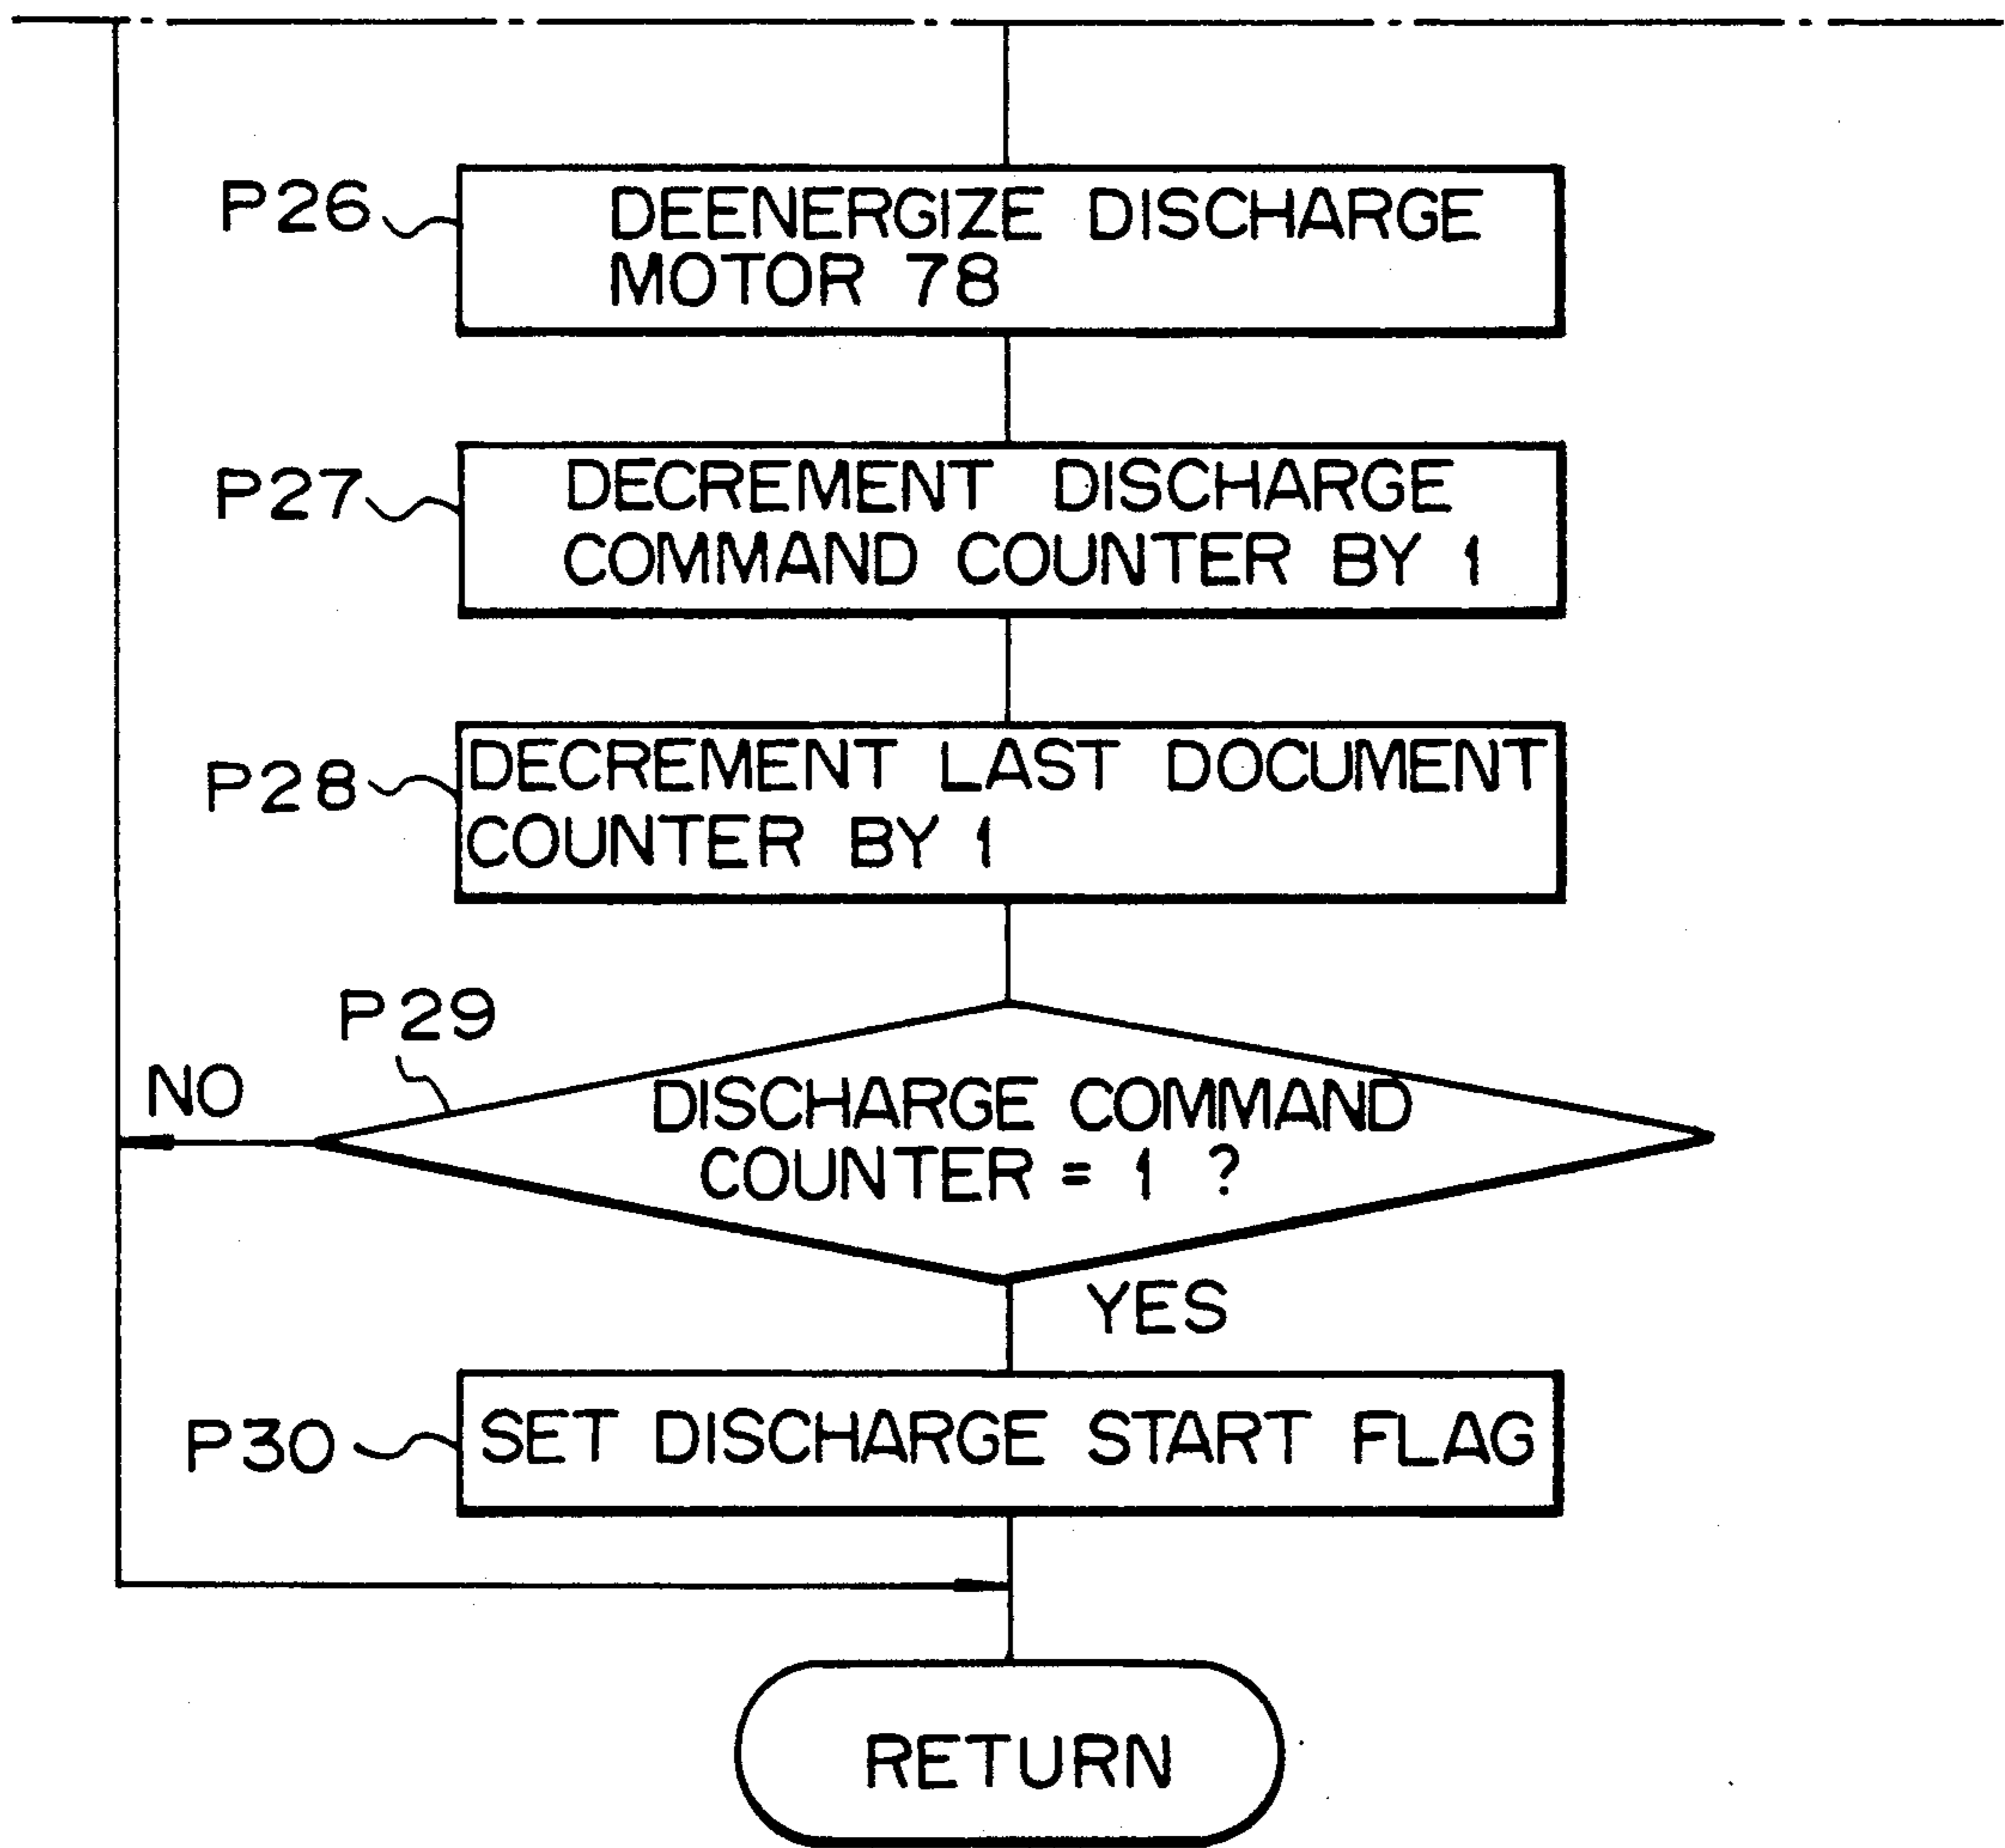 P26
DEENERGIZE DISCHARGE
MOTOR 78
P27
DECREMENT DISCHARGE
COMMAND COUNTER BY 1
P28
DECREMENT LAST DOCUMENT
COUNTER BY 1
P29
NO
DISCHARGE COMMAND
COUNTER = 1 ?
YES
P30
SET DISCHARGE START FLAG
RETURN